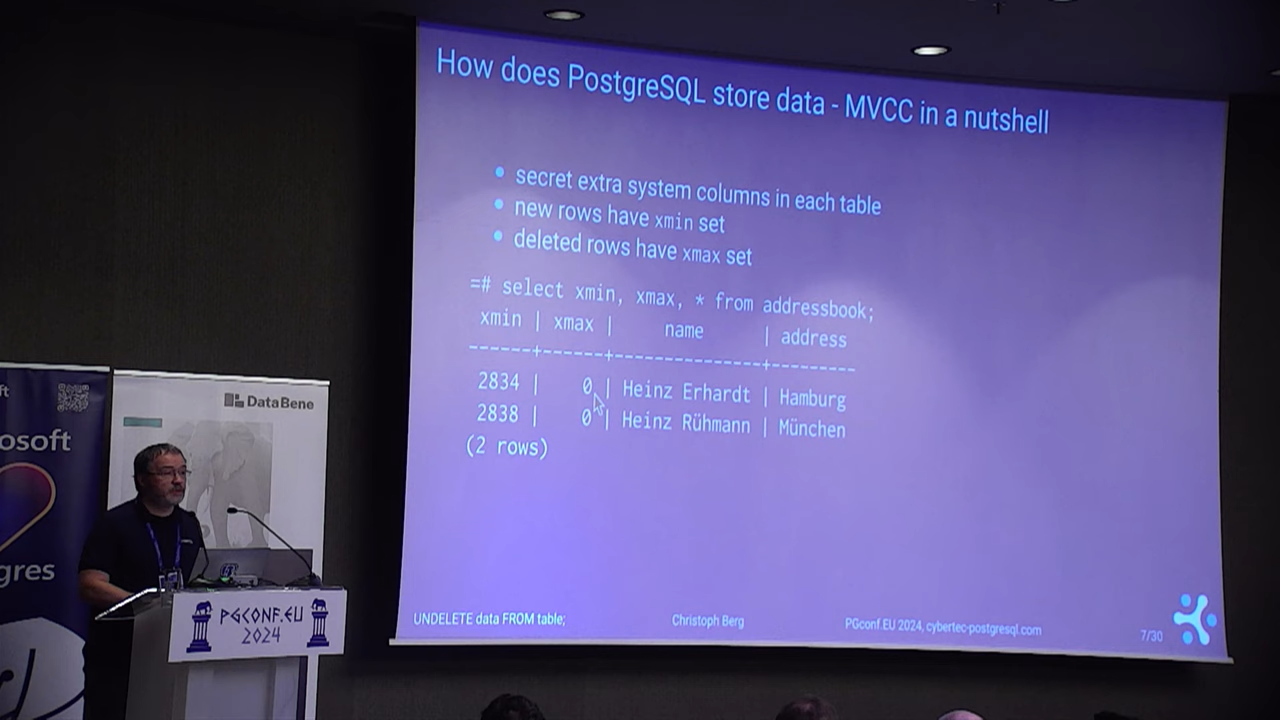 How does PostgreSQL store data - MVCC in a nutshell
• secret extra system columns in each table
• new rows have xmin set
• deleted rows have xmax set
=# select xmin, xmax, * from addressbook;
xmin | xmax | name | address
------+------+---------------+---------
2834 | 0 | Heinz Erhardt | Hamburg
2838 | 0 | Heinz Rühmann | München
(2 rows)
UNDELETE data FROM table;
Christoph Berg
PGconf.EU 2024, cybertec-postgresql.com
7/30
ft
osoft
gres
DataBene
PGCONF.EU
2024